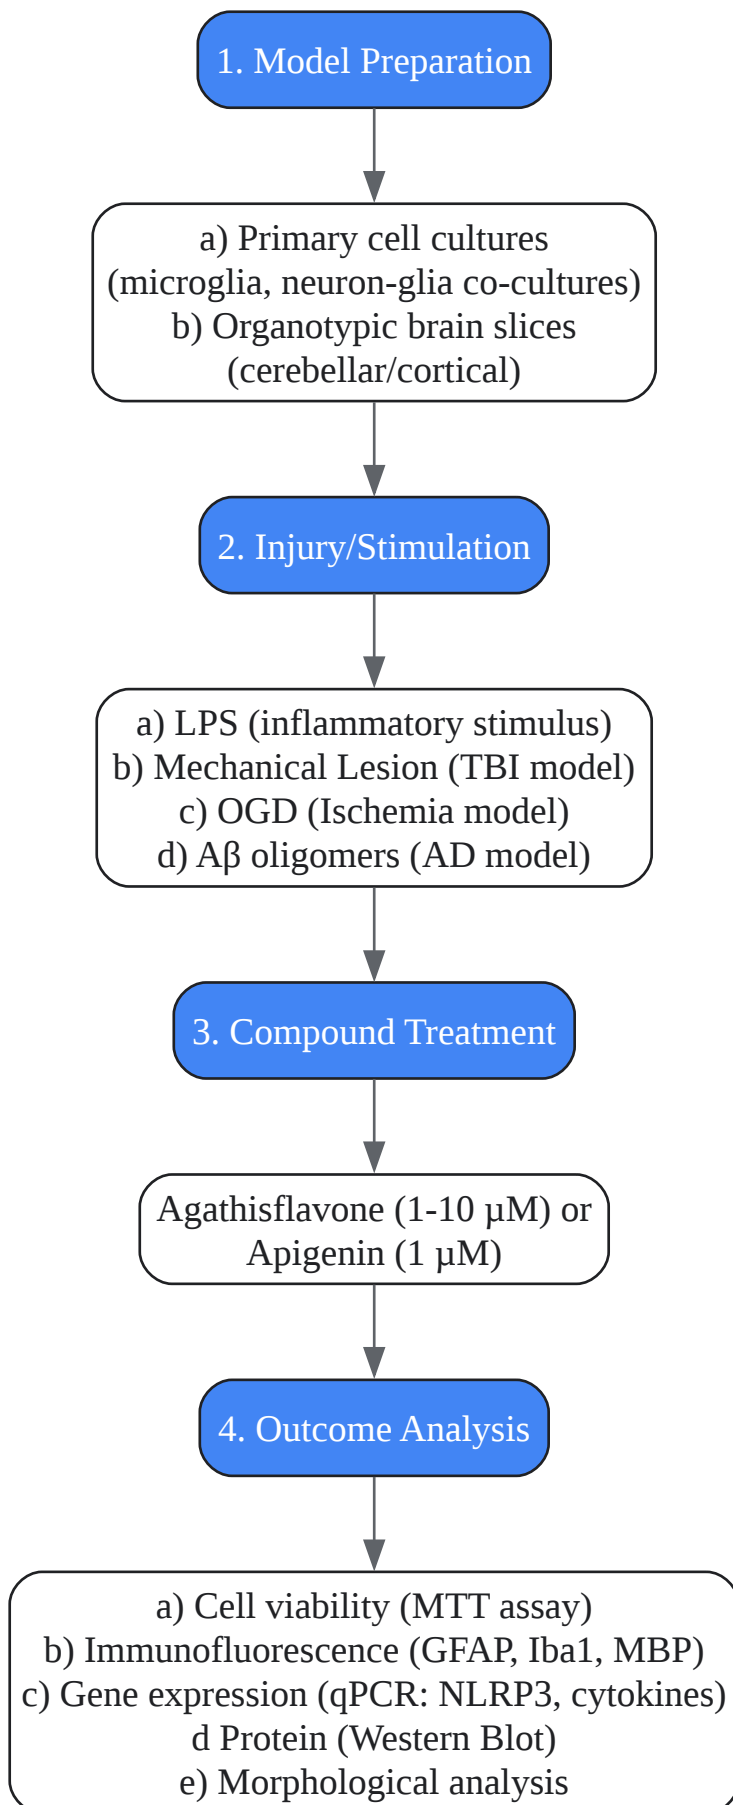 1. Model Preparation
a) Primary cell cultures
(microglia, neuron-glia co-cultures)
b) Organotypic brain slices
(cerebellar/cortical)
2. Injury/Stimulation
a) LPS (inflammatory stimulus)
b) Mechanical Lesion (TBI model)
c) OGD (Ischemia model)
d) Aβ oligomers (AD model)
3. Compound Treatment
Agathisflavone (1-10 µM) or
Apigenin (1 µM)
4. Outcome Analysis
a) Cell viability (MTT assay)
b) Immunofluorescence (GFAP, Iba1, MBP)
c) Gene expression (qPCR: NLRP3, cytokines)
d Protein (Western Blot)
e) Morphological analysis